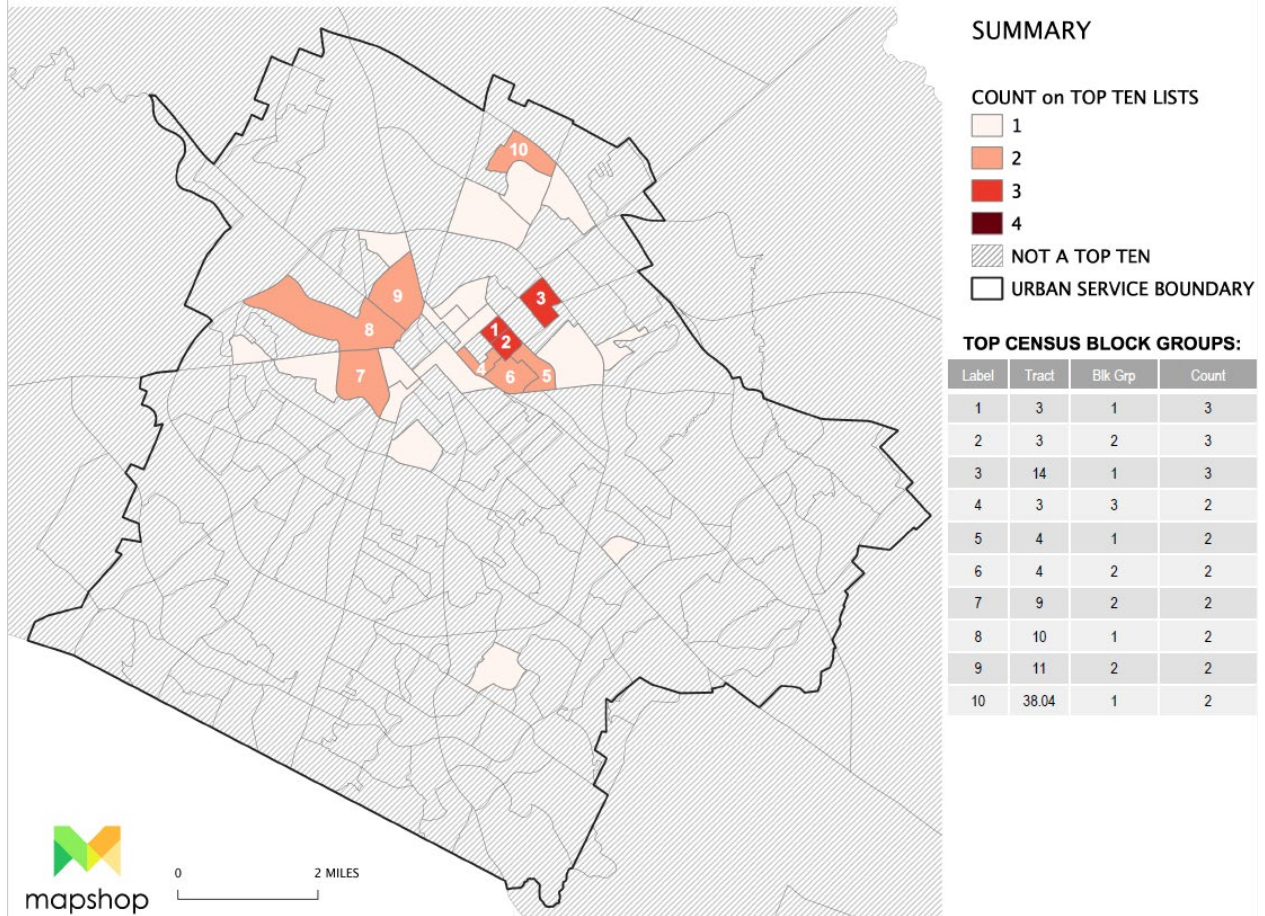 SUMMARY
COUNT on TOP TEN LISTS
1
2
3
4
NOT A TOP TEN
URBAN SERVICE BOUNDARY
TOP CENSUS BLOCK GROUPS:
Label Tract Blk Grp Count
1 3 1 3
2 3 2 3
3 14 1 3
4 3 3 2
5 4 1 2
6 4 2 2
7 9 2 2
8 10 1 2
9 11 2 2
10 38.04 1 2
10
9
3
8
1
2
7
4
6
5
0 2 MILES
mapshop